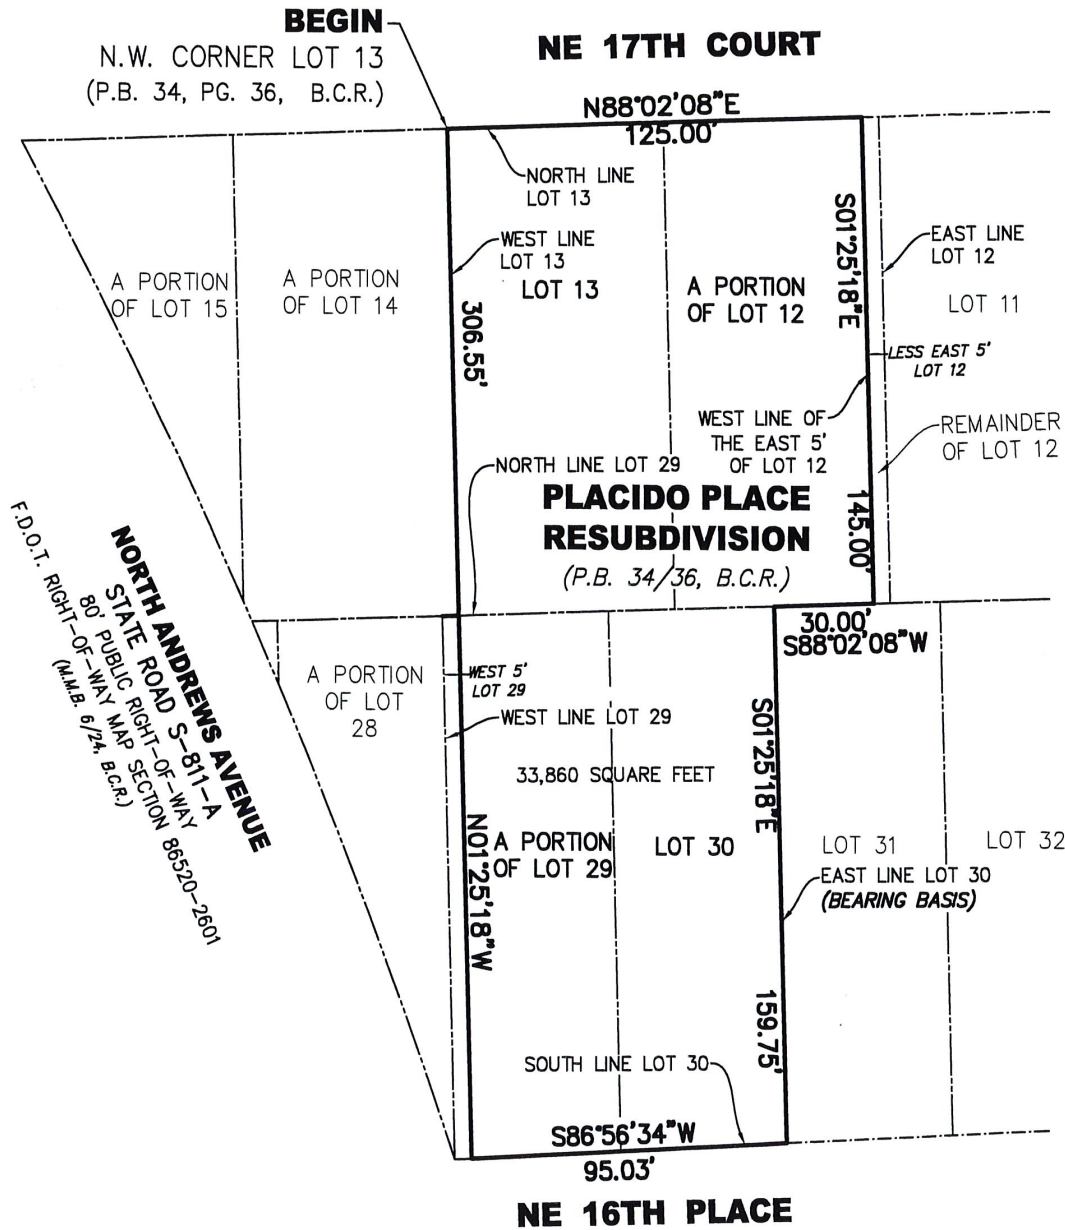 BEGIN
N.W. CORNER LOT 13
(P.B. 34, PG. 36, B.C.R.)
NE 17TH COURT
N88°02'08"E
125.00'
NORTH LINE
LOT 13
WEST LINE
LOT 13
LOT 13
A PORTION
OF LOT 15
A PORTION
OF LOT 14
306.55'
A PORTION
OF LOT 12
S01°25'18"E
EAST LINE
LOT 12
LOT 11
LESS EAST 5'
LOT 12
WEST LINE OF
THE EAST 5'
OF LOT 12
REMAINDER
OF LOT 12
NORTH LINE LOT 29
145.00'
PLACIDO PLACE
RESUBDIVISION
(P.B. 34/36, B.C.R.)
30.00'
S88°02'08"W
NORTH ANDREWS AVENUE
STATE ROAD S-811-A
80' PUBLIC RIGHT-OF-WAY
F.D.O.T. RIGHT-OF-WAY MAP SECTION 86520-2601
(M.M.B. 6/24, B.C.R.)
A PORTION
OF LOT
28
WEST 5'
LOT 29
WEST LINE LOT 29
33,860 SQUARE FEET
S01°25'18"E
N01°25'18"W
A PORTION
OF LOT 29
LOT 30
LOT 31
LOT 32
EAST LINE LOT 30
(BEARING BASIS)
159.75'
SOUTH LINE LOT 30
S86°56'34"W
95.03'
NE 16TH PLACE